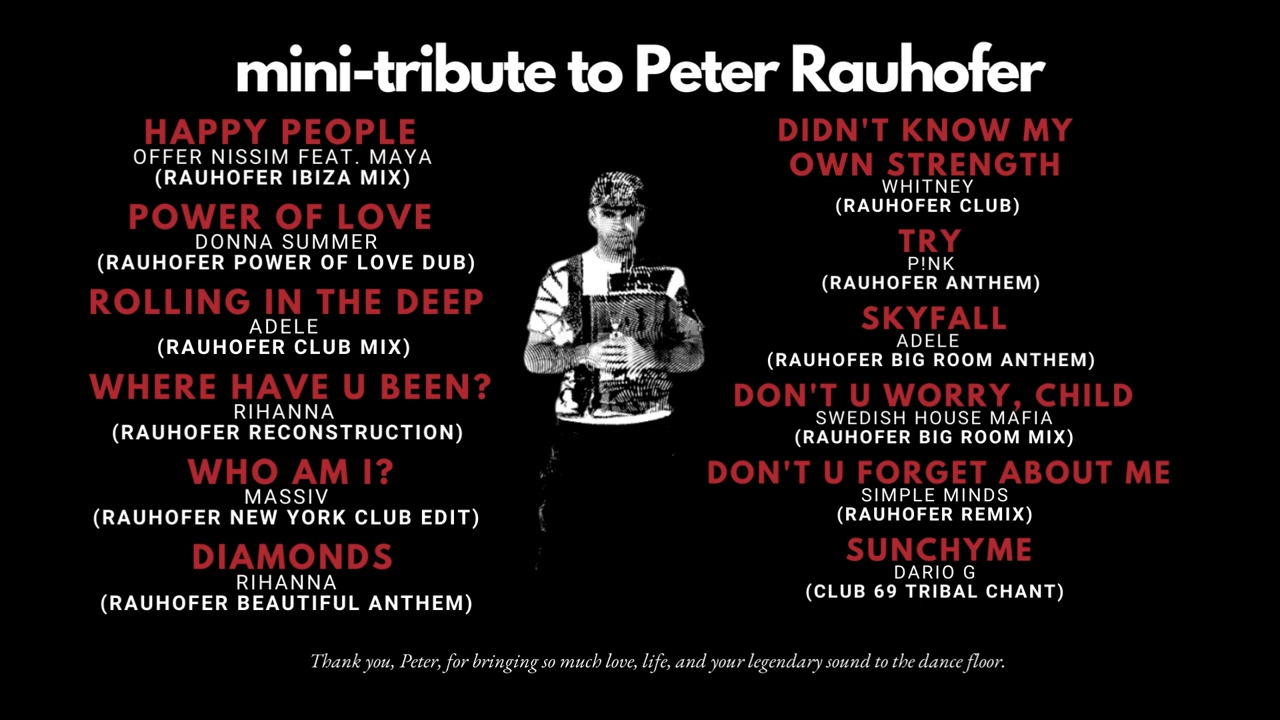 mini-tribute to Peter Rauhofer
HAPPY PEOPLE
OFFER NISSIM FEAT. MAYA
(RAUHOFER IBIZA MIX)
POWER OF LOVE
DONNA SUMMER
(RAUHOFER POWER OF LOVE DUB)
ROLLING IN THE DEEP
ADELE
(RAUHOFER CLUB MIX)
WHERE HAVE U BEEN?
RIHANNA
(RAUHOFER RECONSTRUCTION)
WHO AM I?
MASSIV
(RAUHOFER NEW YORK CLUB EDIT)
DIAMONDS
RIHANNA
(RAUHOFER BEAUTIFUL ANTHEM)
DIDN'T KNOW MY
OWN STRENGTH
WHITNEY
(RAUHOFER CLUB)
TRY
P!NK
(RAUHOFER ANTHEM)
SKYFALL
ADELE
(RAUHOFER BIG ROOM ANTHEM)
DON'T U WORRY, CHILD
SWEDISH HOUSE MAFIA
(RAUHOFER BIG ROOM MIX)
DON'T U FORGET ABOUT ME
SIMPLE MINDS
(RAUHOFER REMIX)
SUNCHYME
DARIO G
(CLUB 69 TRIBAL CHANT)
Thank you, Peter, for bringing so much love, life, and your legendary sound to the dance floor.